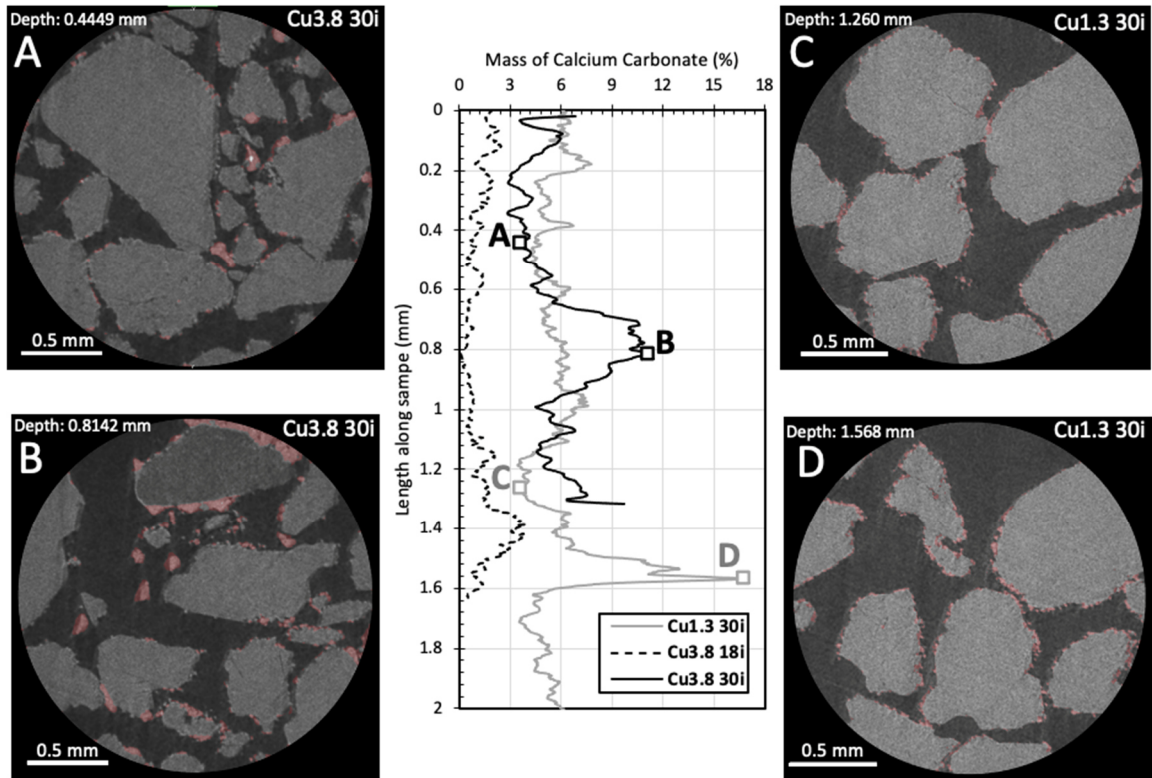 Depth: 0.4449 mm
Cu3.8 30i
A
0.5 mm
Depth: 0.8142 mm
Cu3.8 30i
B
0.5 mm
Mass of Calcium Carbonate (%)
0 3 6 9 12 15 18
Length along sampe (mm)
0
0.2
0.4
0.6
0.8
1
1.2
1.4
1.6
1.8
2
A
B
C
D
Cu1.3 30i
Cu3.8 18i
Cu3.8 30i
Depth: 1.260 mm
Cu1.3 30i
C
0.5 mm
Depth: 1.568 mm
Cu1.3 30i
D
0.5 mm